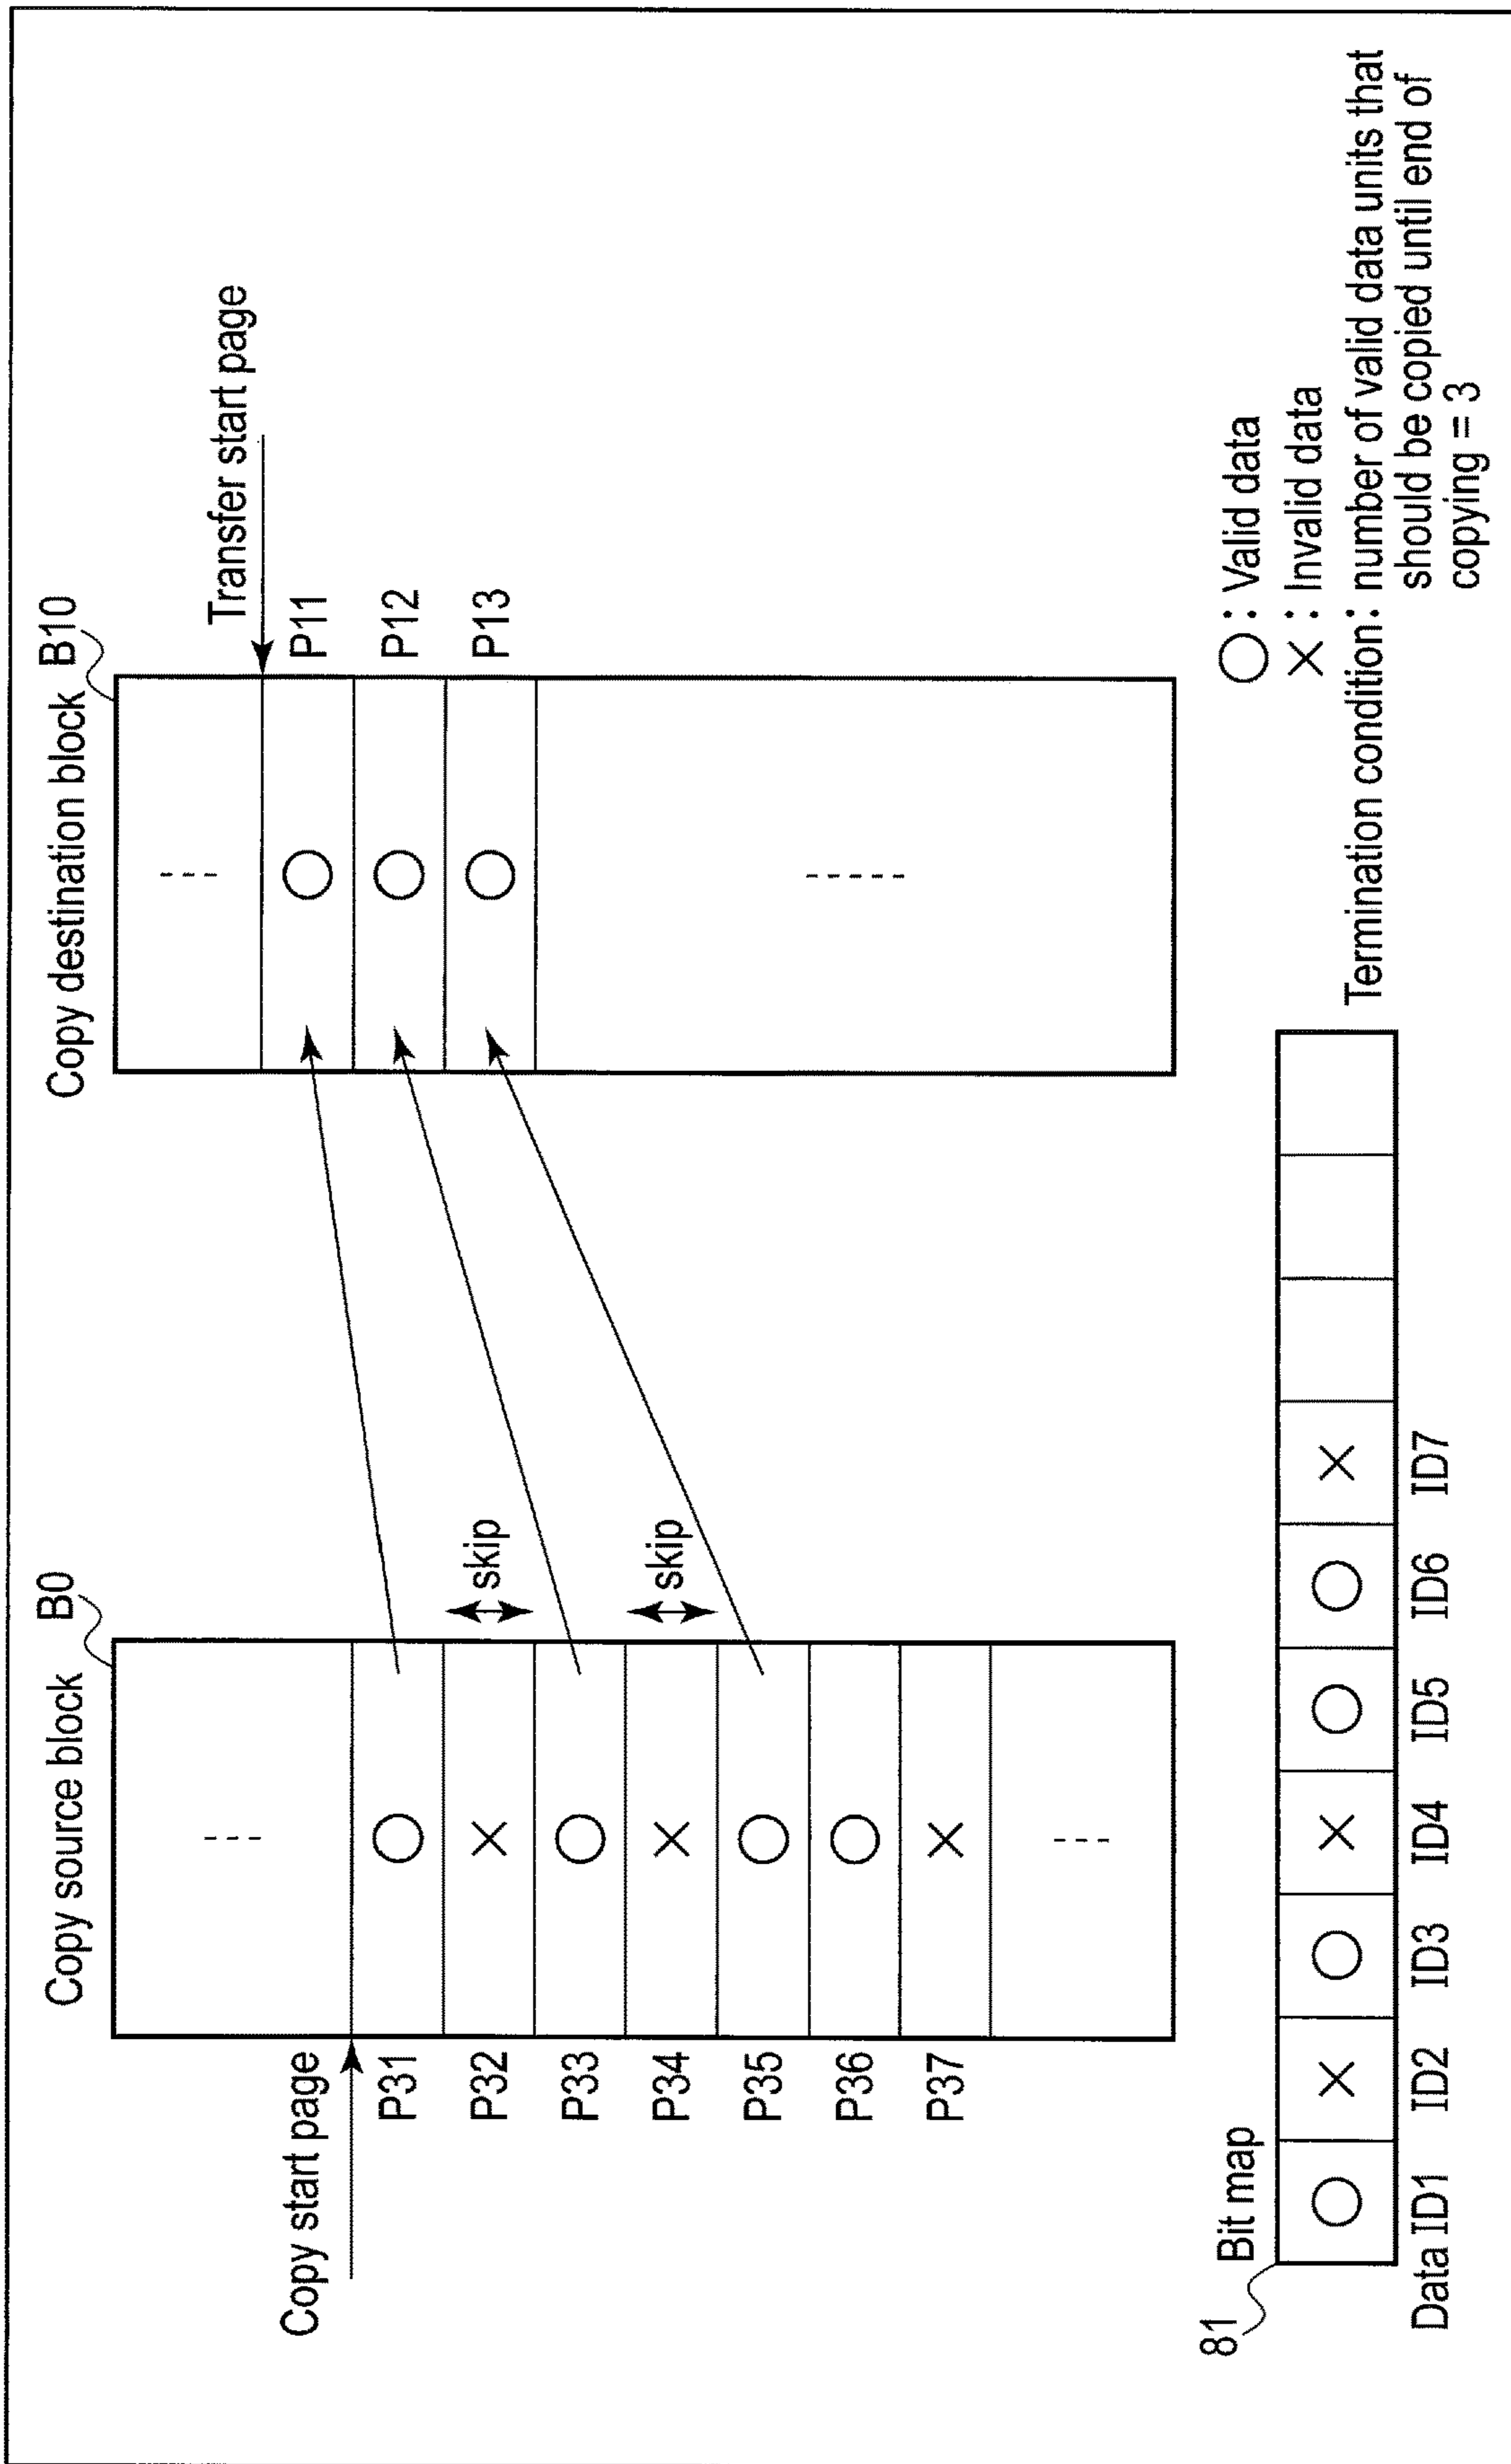 Copy source block
B0
Copy destination block
B10
Copy start page
Transfer start page
P31
P32
P33
P34
P35
P36
P37
skip
skip
P11
P12
P13
○ : Valid data
× : Invalid data
Termination condition: number of valid data units that
should be copied until end of
copying = 3
81
Bit map
Data ID1 ID2 ID3 ID4 ID5 ID6 ID7